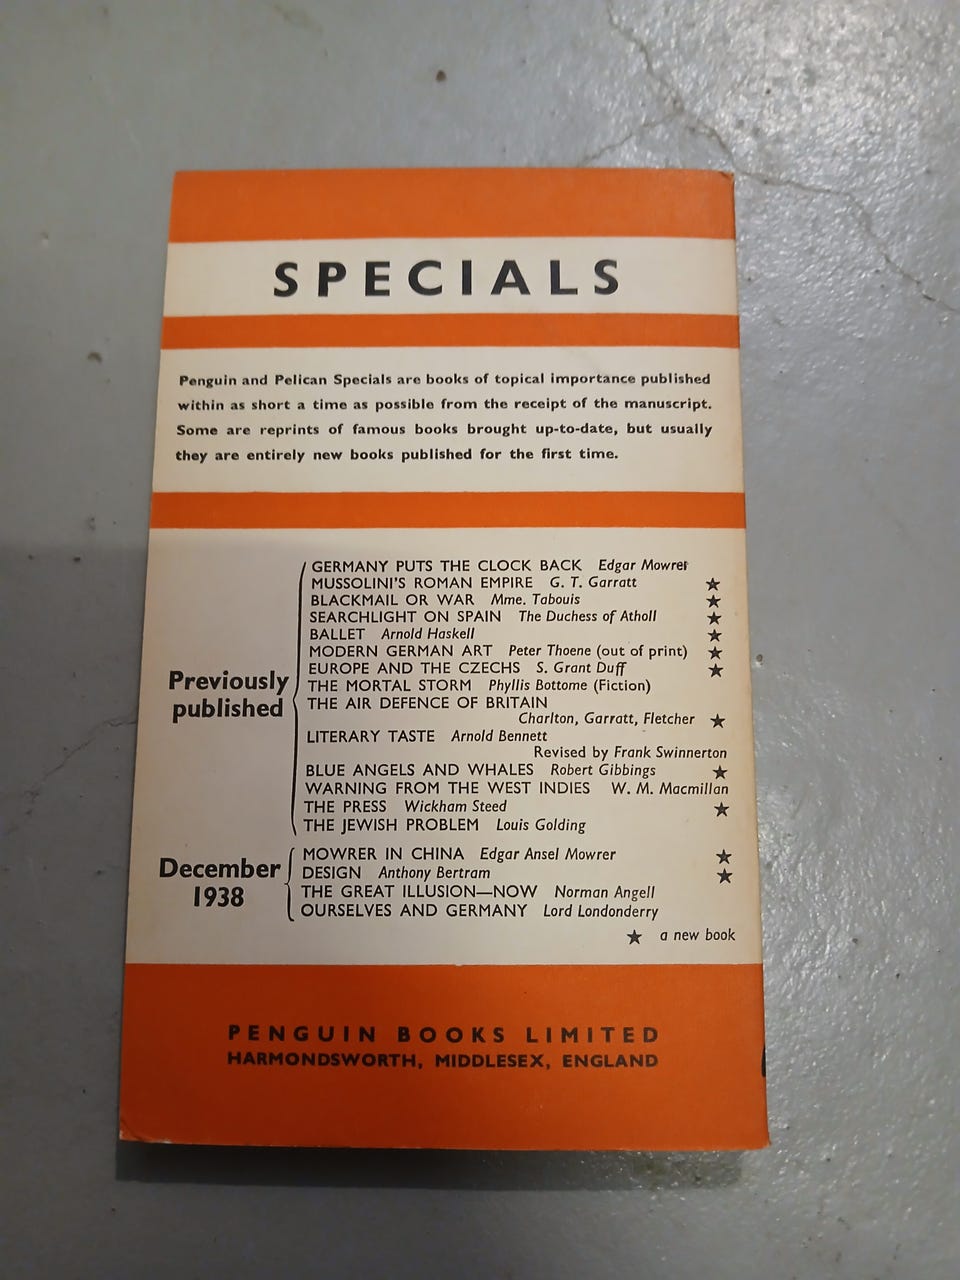 SPECIALS
Penguin and Pelican Specials are books of topical importance published
within as short a time as possible from the receipt of the manuscript.
Some are reprints of famous books brought up-to-date, but usually
they are entirely new books published for the first time.
Previously
published
GERMANY PUTS THE CLOCK BACK Edgar Mowrer
MUSSOLINI'S ROMAN EMPIRE G. T. Garratt ★
BLACKMAIL OR WAR Mme. Tabouis ★
SEARCHLIGHT ON SPAIN The Duchess of Atholl ★
BALLET Arnold Haskell ★
MODERN GERMAN ART Peter Thoene (out of print) ★
EUROPE AND THE CZECHS S. Grant Duff ★
THE MORTAL STORM Phyllis Bottome (Fiction)
THE AIR DEFENCE OF BRITAIN
Charlton, Garratt, Fletcher ★
LITERARY TASTE Arnold Bennett
Revised by Frank Swinnerton
BLUE ANGELS AND WHALES Robert Gibbings ★
WARNING FROM THE WEST INDIES W. M. Macmillan
THE PRESS Wickham Steed ★
THE JEWISH PROBLEM Louis Golding
December
1938
MOWRER IN CHINA Edgar Ansel Mowrer ★
DESIGN Anthony Bertram ★
THE GREAT ILLUSION—NOW Norman Angell
OURSELVES AND GERMANY Lord Londonderry
★ a new book
PENGUIN BOOKS LIMITED
HARMONDSWORTH, MIDDLESEX, ENGLAND